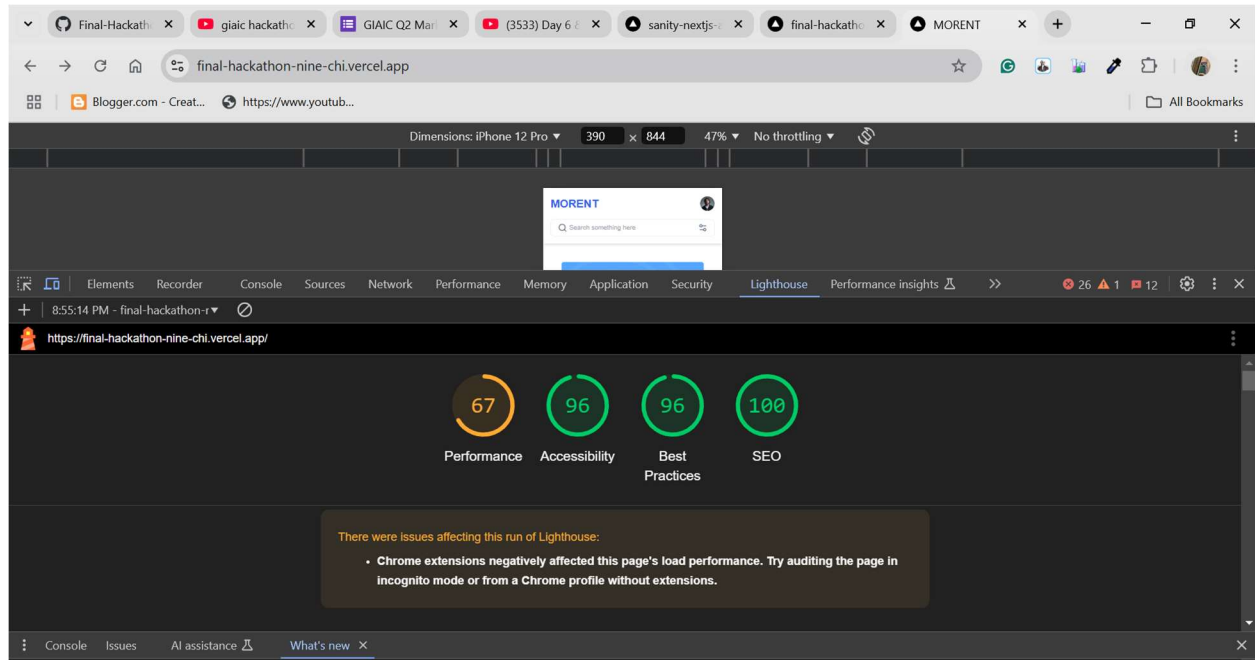 Final-Hackath
giaic hackatho
GIAIC Q2 Mar
(3533) Day 6 &
sanity-nextjs-a
final-hackatho
MORENT
final-hackathon-nine-chi.vercel.app
Blogger.com - Creat...
https://www.youtub...
All Bookmarks
Dimensions: iPhone 12 Pro 390 × 844 47% No throttling
MORENT
Search something here
Elements Recorder Console Sources Network Performance Memory Application Security Lighthouse Performance insights 26 1 12
8:55:14 PM - final-hackathon-r
https://final-hackathon-nine-chi.vercel.app/
67 96 96 100
Performance Accessibility Best Practices SEO
There were issues affecting this run of Lighthouse:
• Chrome extensions negatively affected this page's load performance. Try auditing the page in
incognito mode or from a Chrome profile without extensions.
Console Issues AI assistance What's new